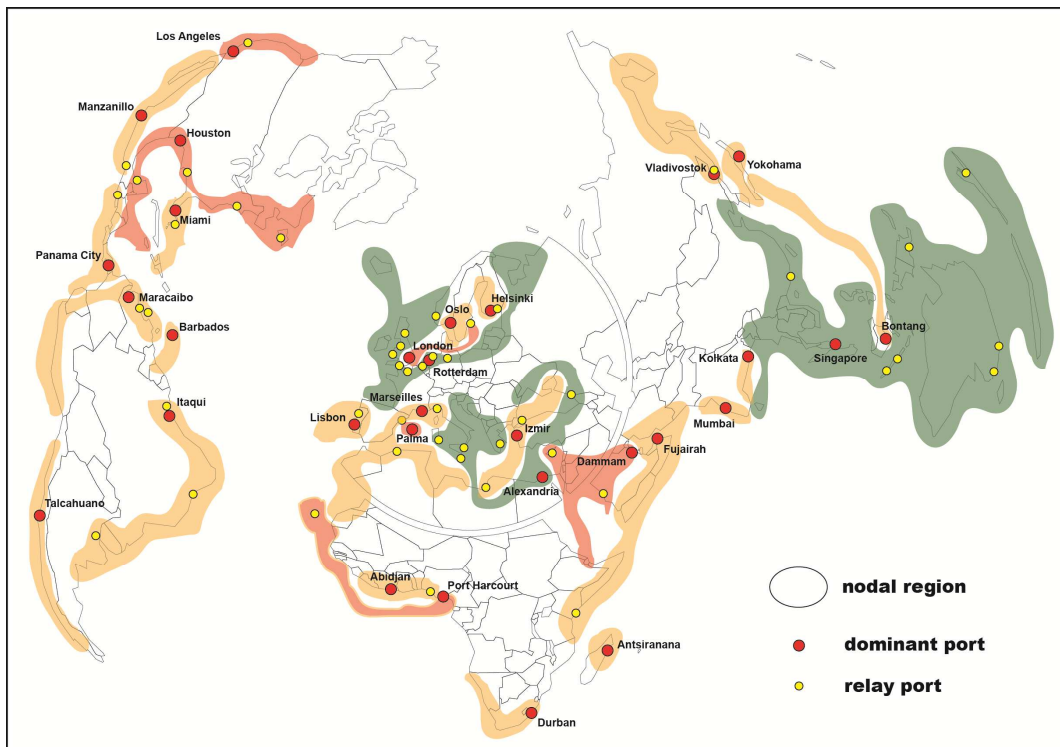 Los Angeles
Manzanillo
Houston
Yokohama
Vladivostok
Miami
Panama City
Maracaibo
Helsinki
Oslo
Barbados
London
Bontang
Kolkata
Singapore
Rotterdam
Marseilles
Itaqui
Lisbon
Mumbai
Izmir
Palma
Fujairah
Dammam
Alexandria
Talcahuano
Abidjan
Port Harcourt
nodal region
Antsiranana
dominant port
relay port
Durban